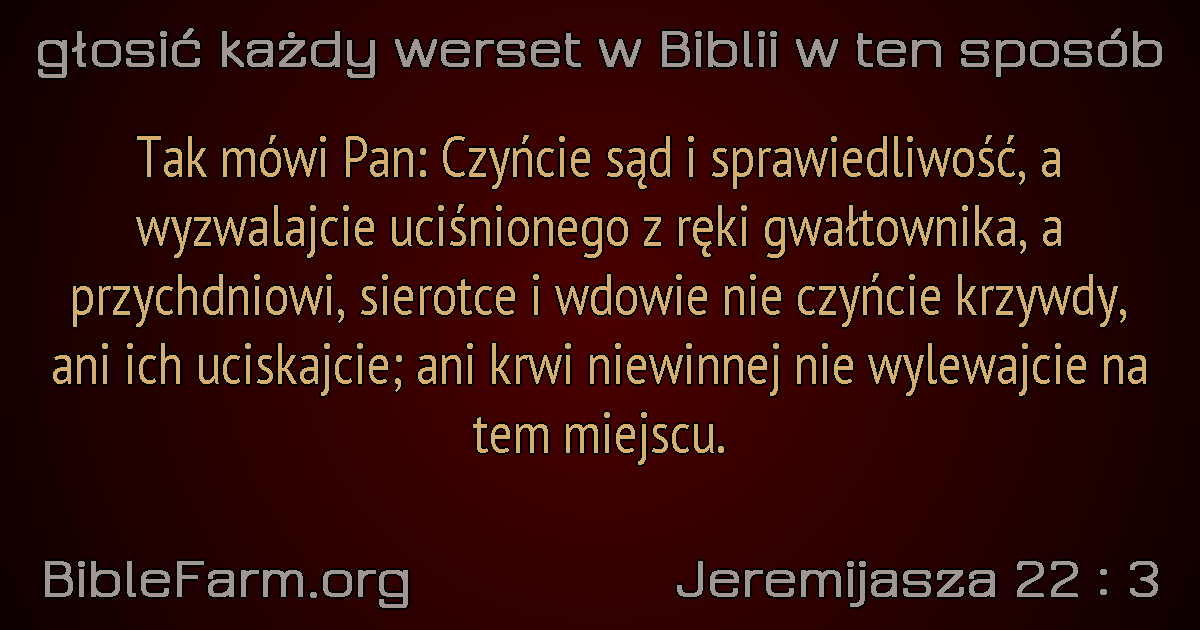 głosić każdy werset w Biblii w ten sposób
Tak mówi Pan: Czyńcie sąd i sprawiedliwość, a
wyzwalajcie uciśnionego z ręki gwałtownika, a
przychdniowi, sierotce i wdowie nie czyńcie krzywdy,
ani ich uciskajcie; ani krwi niewinnej nie wylewajcie na
tem miejscu.
BibleFarm.org
Jeremijasza 22 : 3